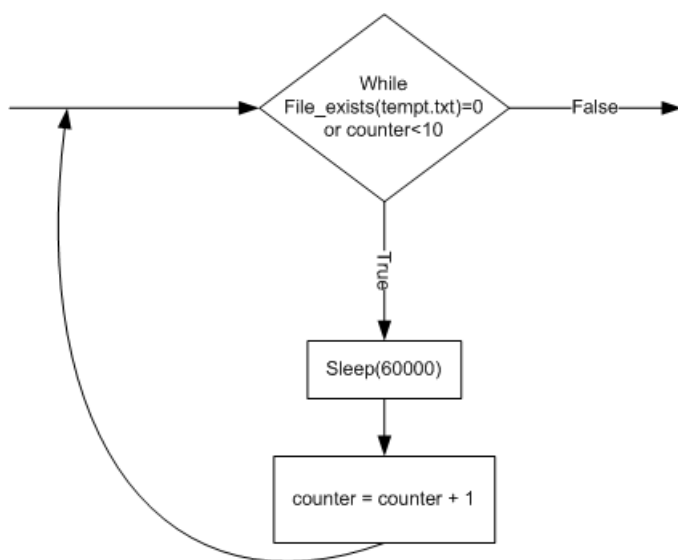 While
File_exists(tempt.txt)=0
or counter<10
False
True
Sleep(60000)
counter = counter + 1